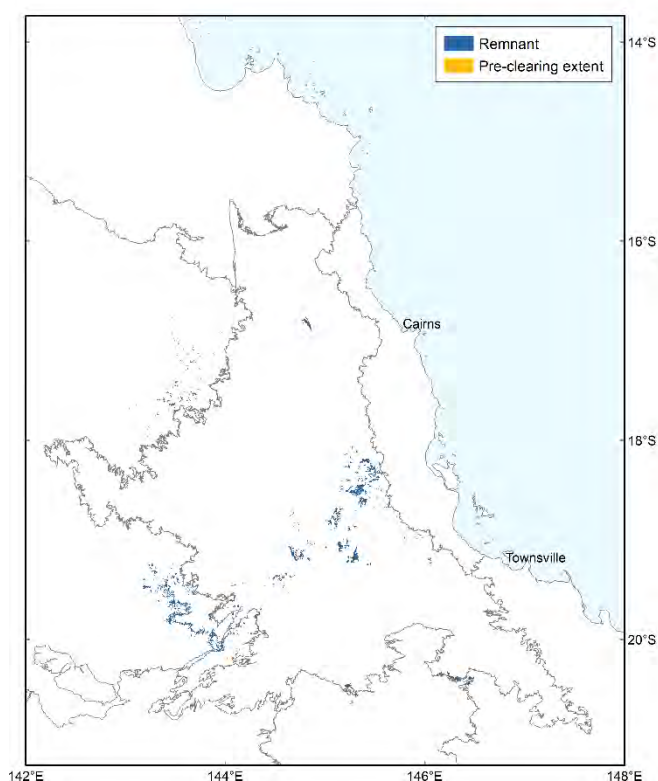 Remnant
Pre-clearing extent
14°S
16°S
Cairns
18°S
Townsville
20°S
142°E
144°E
146°E
148°E